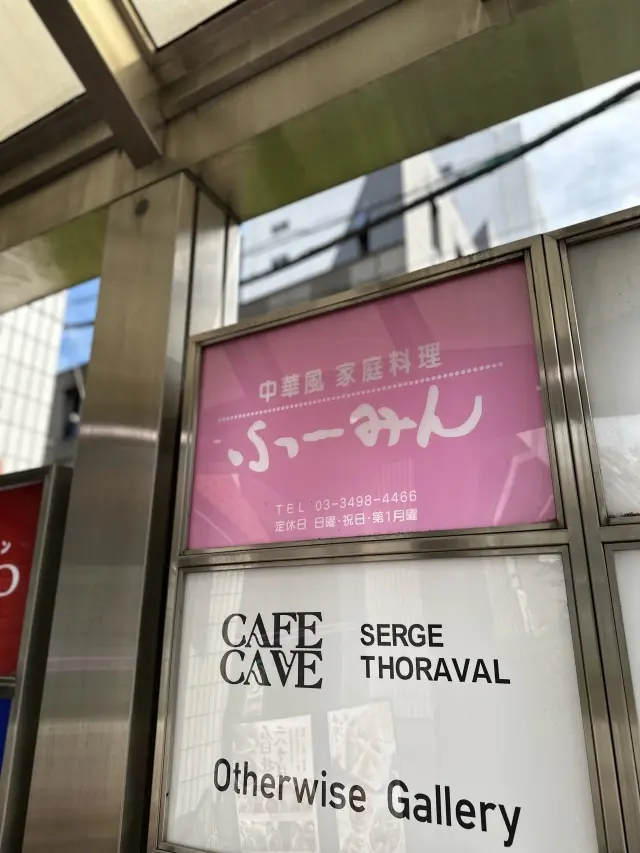 中華風 家庭料理
ふーみん
TEL 03-3498-4466
定休日 日曜・祝日・第1月曜
CAFE
CAVE
SERGE
THORAVAL
Otherwise Gallery
ン
O